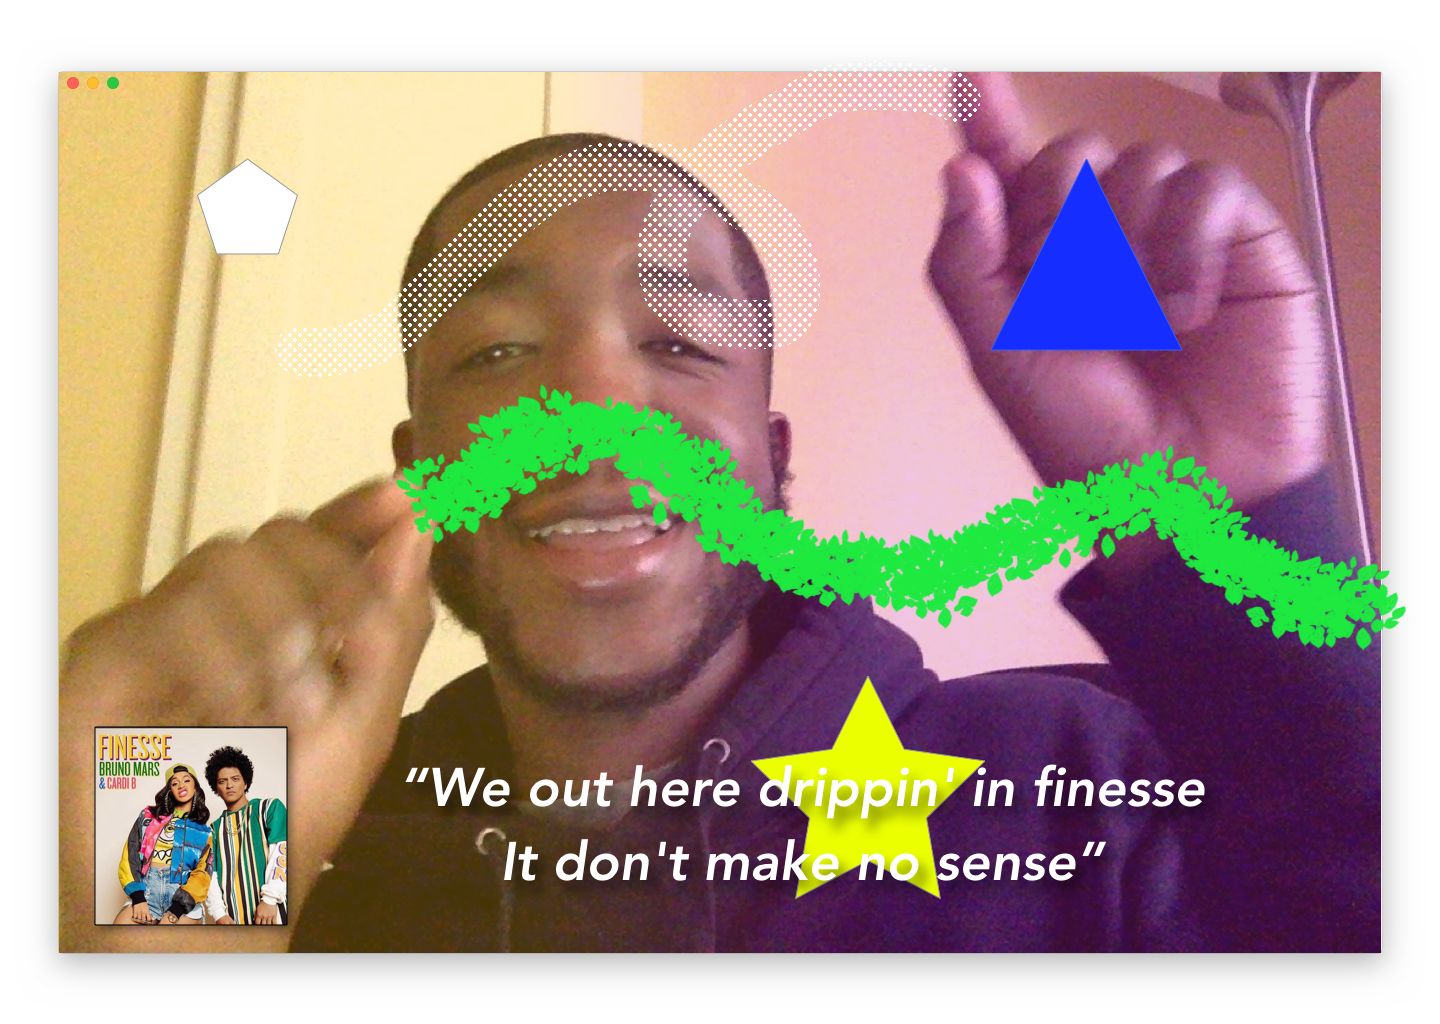 FINESSE
BRUNO MARS
& CARDI B
“We out here drippin' in finesse
It don't make no sense”